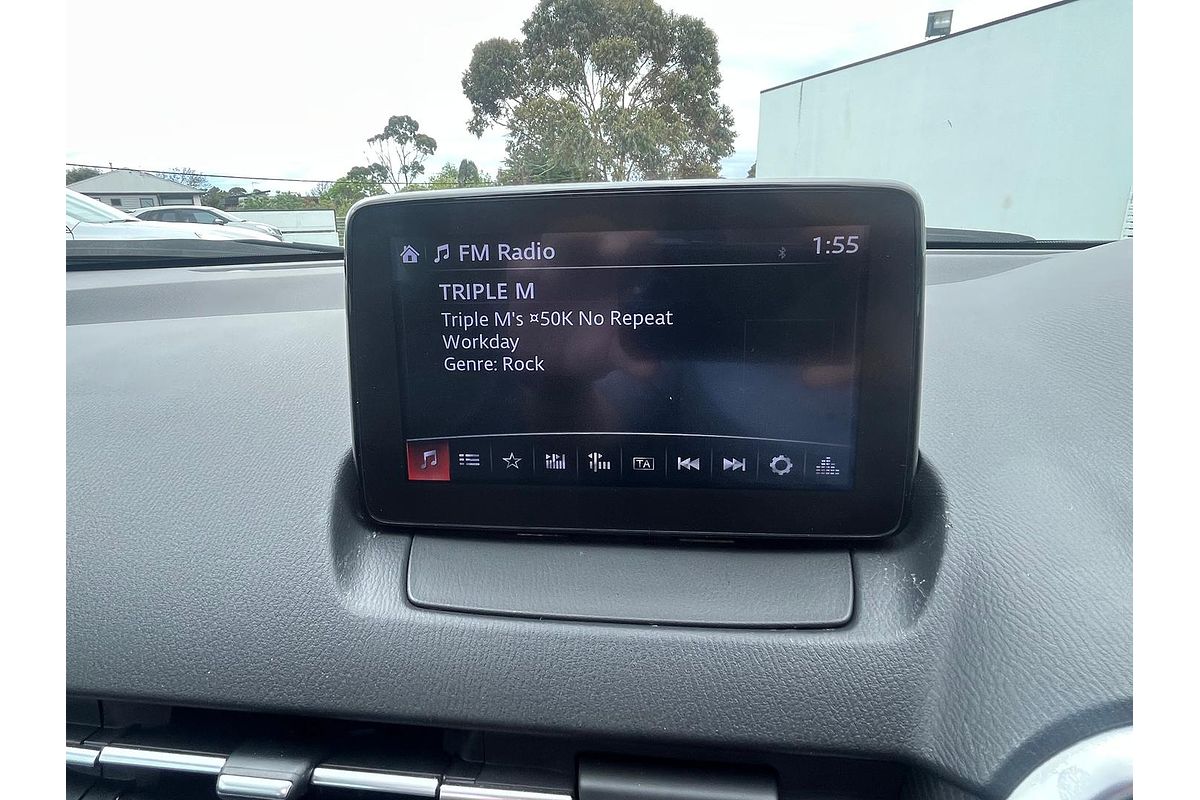 FM Radio
1:55
TRIPLE M
Triple M's ¤50K No Repeat
Workday
Genre: Rock
TA